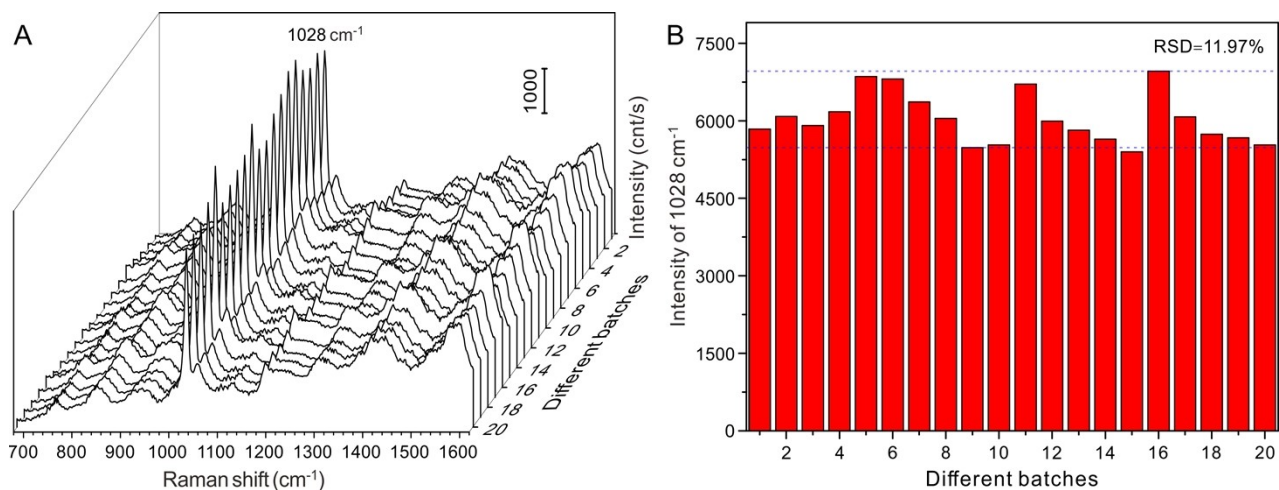 A
1028 cm⁻¹
1000
Intensity (cnt/s)
2
4
6
8
10
12
14
16
18
20
Different batches
700 800 900 1000 1100 1200 1300 1400 1500 1600
Raman shift (cm⁻¹)
B
RSD=11.97%
7500
6000
4500
3000
1500
0
Intensity of 1028 cm⁻¹
2 4 6 8 10 12 14 16 18 20
Different batches